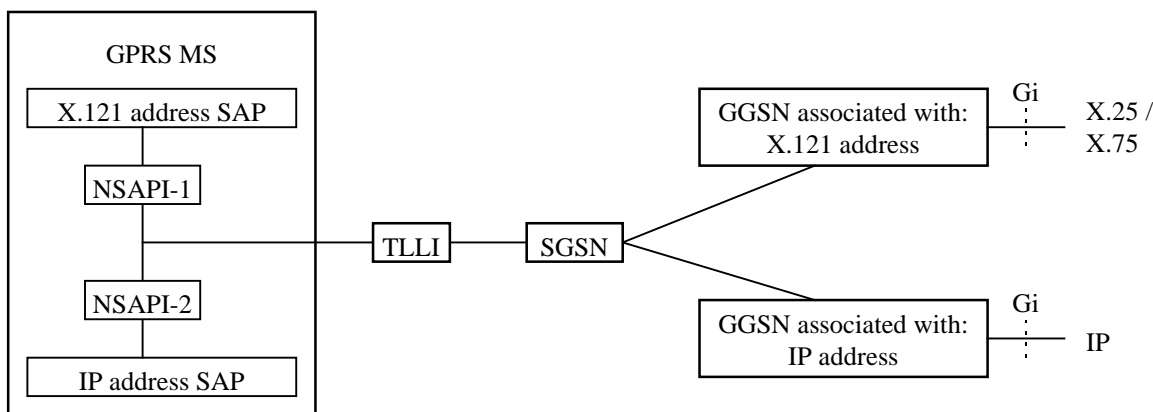 GPRS MS
X.121 address SAP
NSAPI-1
NSAPI-2
IP address SAP
TLLI
SGSN
GGSN associated with:
X.121 address
Gi
X.25 /
X.75
GGSN associated with:
IP address
Gi
IP